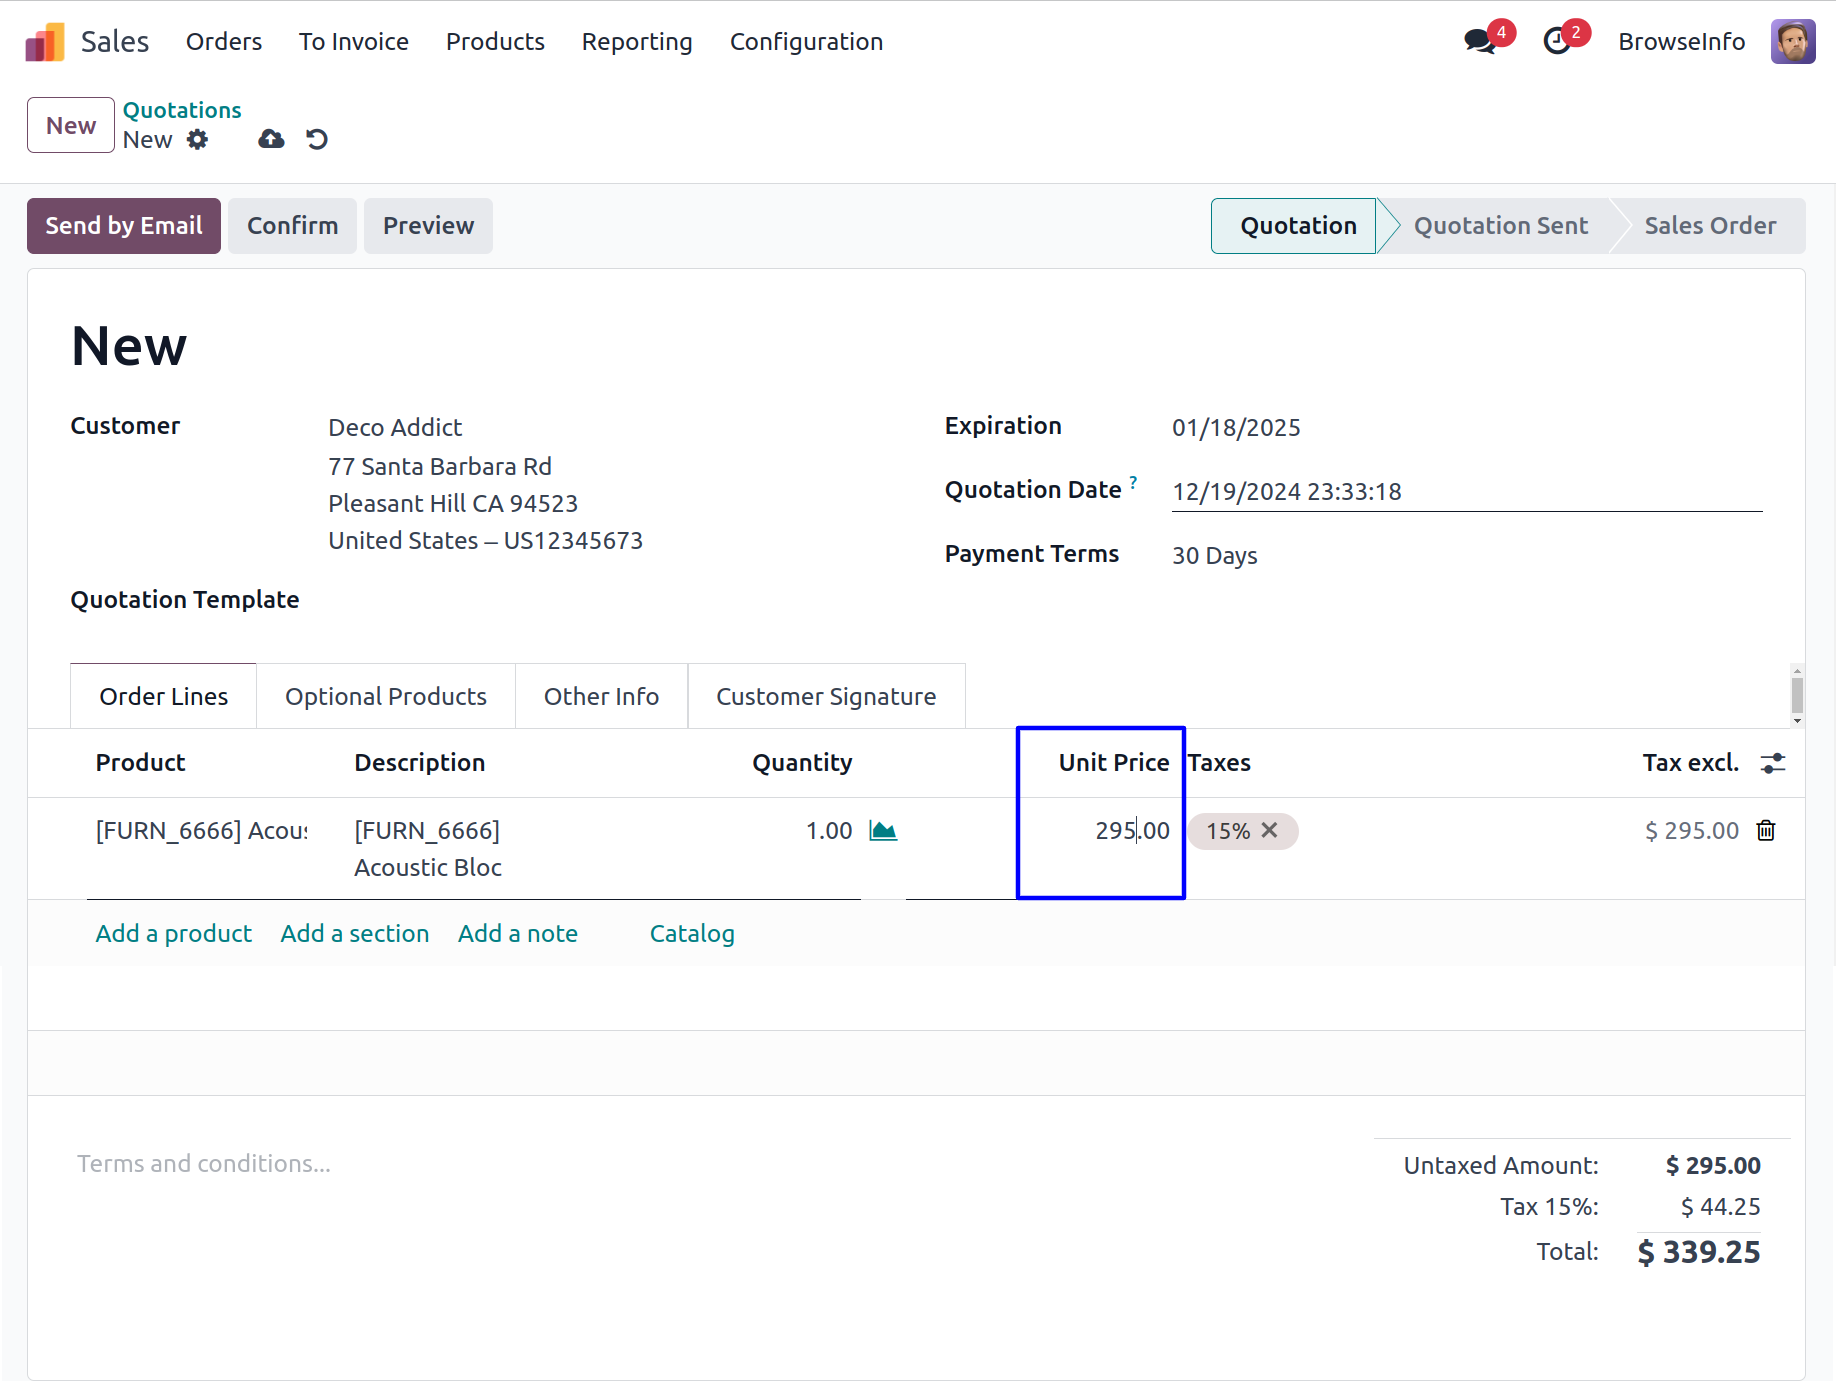 Sales Orders To Invoice Products Reporting Configuration 4 2 BrowseInfo
New Quotations
New
Send by Email Confirm Preview Quotation Quotation Sent Sales Order
New
Customer Deco Addict Expiration 01/18/2025
77 Santa Barbara Rd
Pleasant Hill CA 94523 Quotation Date ? 12/19/2024 23:33:18
United States – US12345673 Payment Terms 30 Days
Quotation Template
Order Lines Optional Products Other Info Customer Signature
Product Description Quantity Unit Price Taxes Tax excl.
[FURN_6666] Acous [FURN_6666] 1.00 295.00 15% $ 295.00
Acoustic Bloc
Add a product Add a section Add a note Catalog
Terms and conditions...
Untaxed Amount: $ 295.00
Tax 15%: $ 44.25
Total: $ 339.25